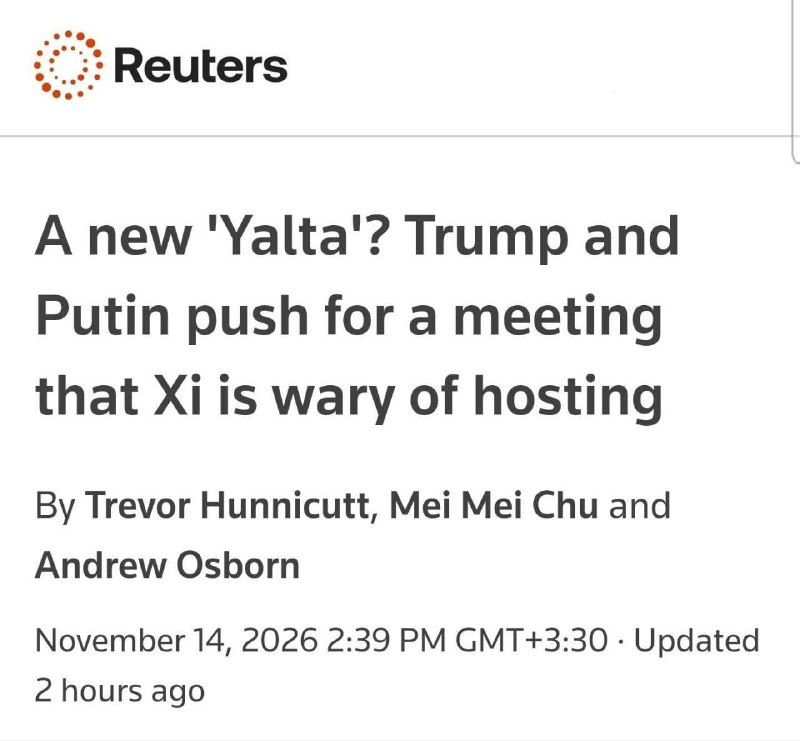 Reuters
A new 'Yalta'? Trump and
Putin push for a meeting
that Xi is wary of hosting
By Trevor Hunnicutt, Mei Mei Chu and
Andrew Osborn
November 14, 2026 2:39 PM GMT+3:30 · Updated
2 hours ago